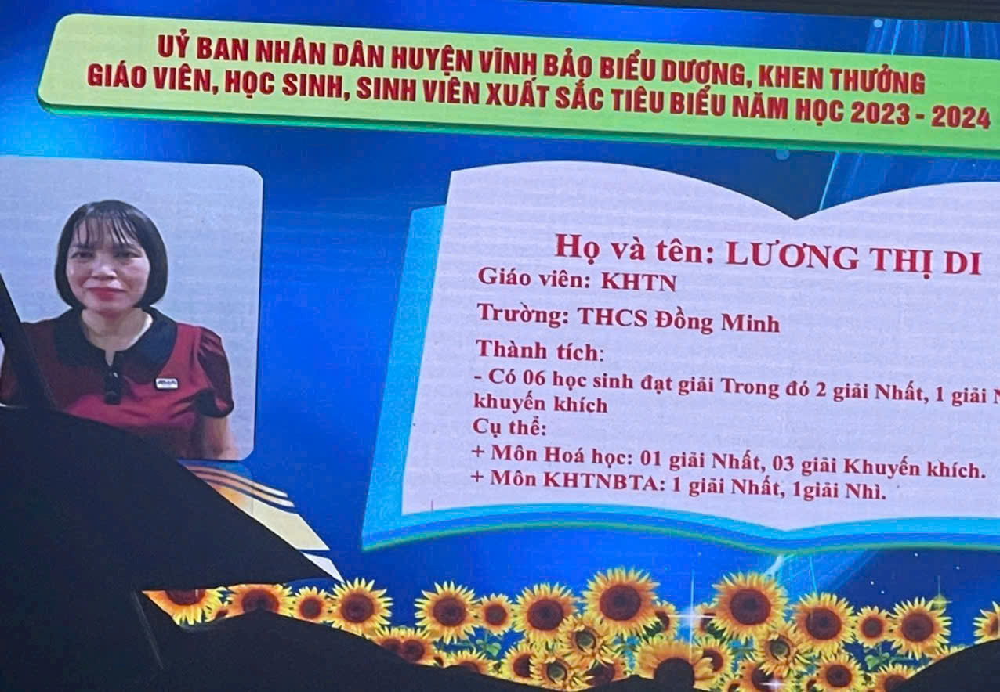 UỶ BAN NHÂN DÂN HUYỆN VĨNH BẢO BIỂU DƯƠNG, KHEN THƯỞNG
GIÁO VIÊN, HỌC SINH, SINH VIÊN XUẤT SẮC TIÊU BIỂU NĂM HỌC 2023 - 2024
Họ và tên: LƯƠNG THỊ DI
Giáo viên: KHTN
Trường: THCS Đồng Minh
Thành tích:
- Có 06 học sinh đạt giải Trong đó 2 giải Nhất, 1 giải
khuyến khích
Cụ thể:
+ Môn Hoá học: 01 giải Nhất, 03 giải Khuyến khích.
+ Môn KHTNBTA: 1 giải Nhất, 1giải Nhì.